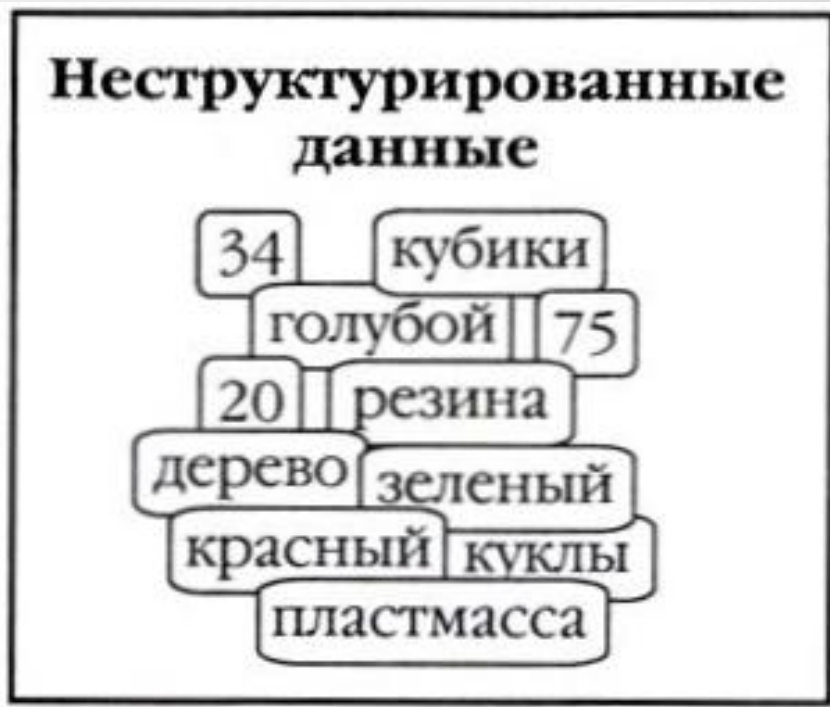 Неструктурированные
данные
34 кубики
голубой 75
20 резина
дерево зеленый
красный куклы
пластмасса